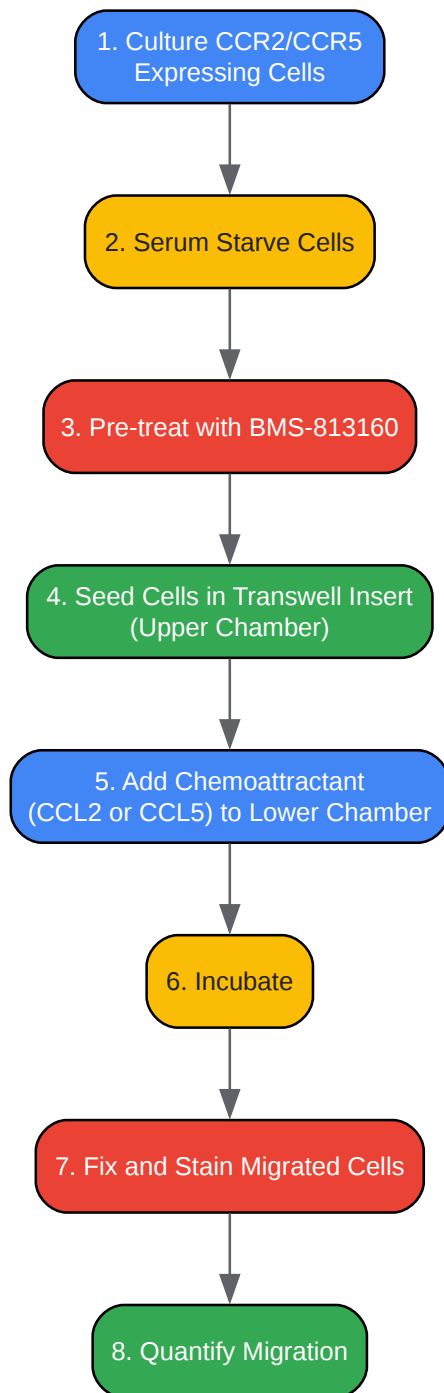 1. Culture CCR2/CCR5
Expressing Cells
2. Serum Starve Cells
3. Pre-treat with BMS-813160
4. Seed Cells in Transwell Insert
(Upper Chamber)
5. Add Chemoattractant
(CCL2 or CCL5) to Lower Chamber
6. Incubate
7. Fix and Stain Migrated Cells
8. Quantify Migration